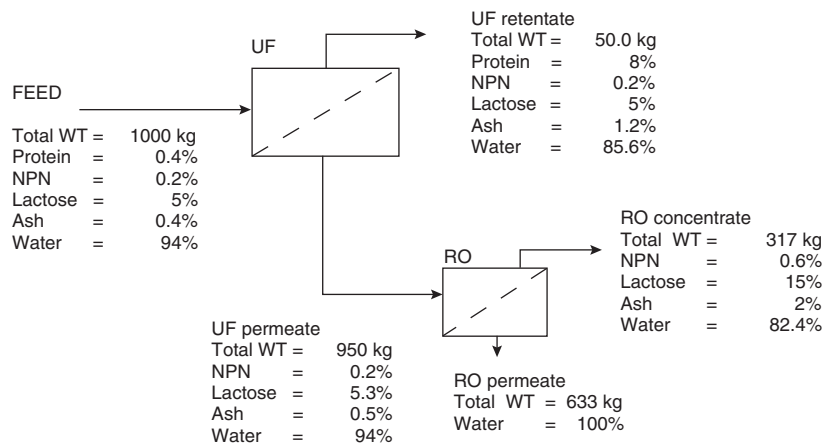 FEED
Total WT = 1000 kg
Protein = 0.4%
NPN = 0.2%
Lactose = 5%
Ash = 0.4%
Water = 94%
UF
UF retentate
Total WT = 50.0 kg
Protein = 8%
NPN = 0.2%
Lactose = 5%
Ash = 1.2%
Water = 85.6%
RO
RO concentrate
Total WT = 317 kg
NPN = 0.6%
Lactose = 15%
Ash = 2%
Water = 82.4%
UF permeate
Total WT = 950 kg
NPN = 0.2%
Lactose = 5.3%
Ash = 0.5%
Water = 94%
RO permeate
Total WT = 633 kg
Water = 100%